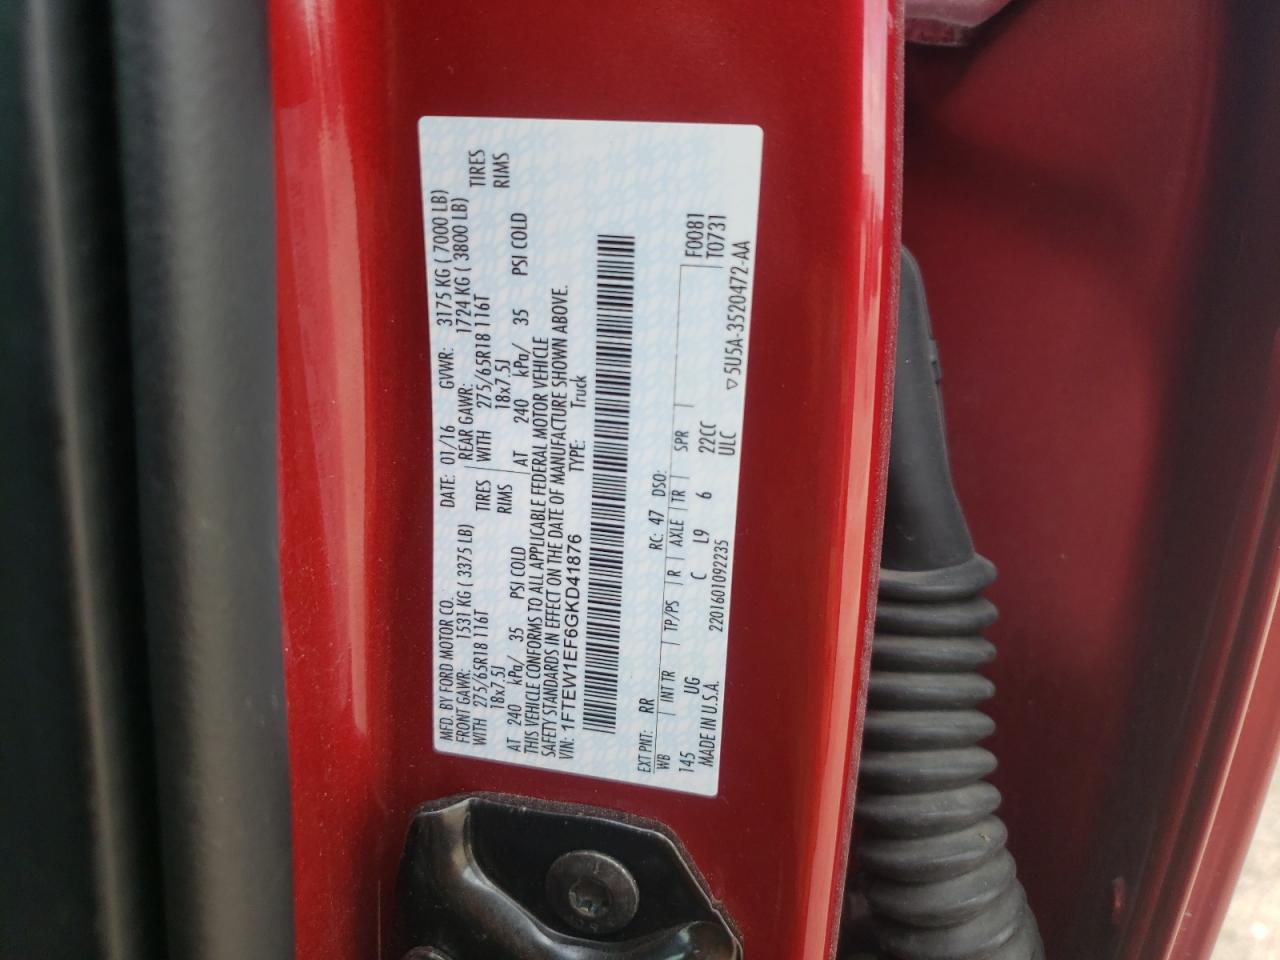 MFD. BY FORD MOTOR CO. DATE: 01/16 GVWR: 3175 KG ( 7000 LB)
FRONT GAWR: 1531 KG ( 3375 LB) REAR GAWR: 1724 KG ( 3800 LB)
WITH 275/65R18 116T TIRES WITH 275/65R18 116T TIRES
18x7.5J RIMS 18x7.5J RIMS
AT 240 kPa/ 35 PSI COLD AT 240 kPa/ 35 PSI COLD
THIS VEHICLE CONFORMS TO ALL APPLICABLE FEDERAL MOTOR VEHICLE
SAFETY STANDARDS IN EFFECT ON THE DATE OF MANUFACTURE SHOWN ABOVE.
VIN: 1FTEW1EF6GKD41876 TYPE: Truck
EXT PNT: RR RC: 47 DSO:
WB INT TR TP/PS R AXLE TR SPR F0081
145 UG C L9 6 22CC T0731
MADE IN U.S.A. 2201601092235 ULC ▽5U5A-3520472-AA